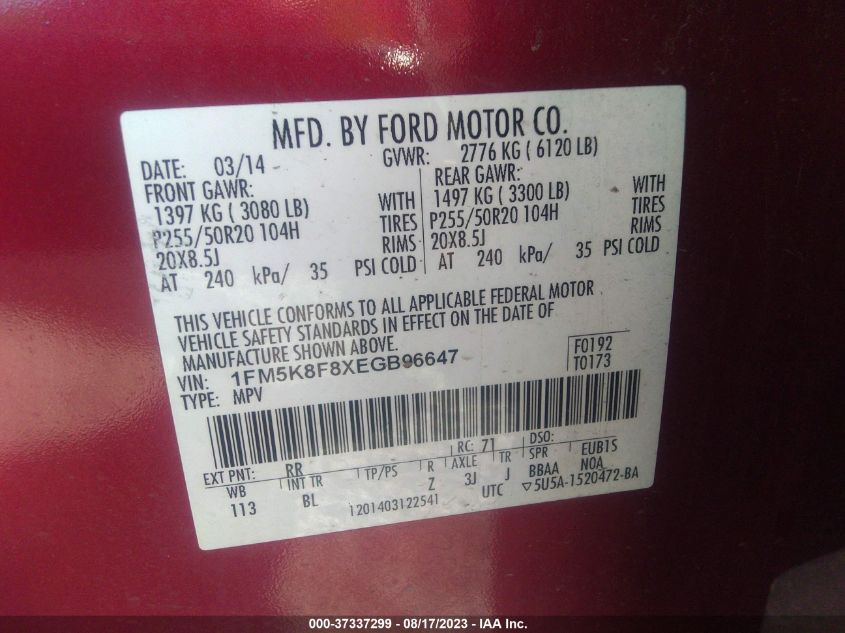 MFD. BY FORD MOTOR CO.
DATE: 03/14 GVWR: 2776 KG ( 6120 LB)
FRONT GAWR: REAR GAWR:
1397 KG ( 3080 LB) WITH 1497 KG ( 3300 LB) WITH
P255/50R20 104H TIRES P255/50R20 104H TIRES
20X8.5J RIMS 20X8.5J RIMS
AT 240 kPa/ 35 PSI COLD AT 240 kPa/ 35 PSI COLD
THIS VEHICLE CONFORMS TO ALL APPLICABLE FEDERAL MOTOR
VEHICLE SAFETY STANDARDS IN EFFECT ON THE DATE OF
MANUFACTURE SHOWN ABOVE.
VIN: 1FM5K8F8XEGB96647 F0192
TYPE: MPV T0173
EXT PNT: RR RC: 71 DSO:
WB INT TR TP/PS R AXLE TR SPR EUB1S
113 BL Z 3J J BBAA NOA
1201403122541 UTC ▽5U5A-1520472-BA
000-37337299 - 08/17/2023 - IAA Inc.